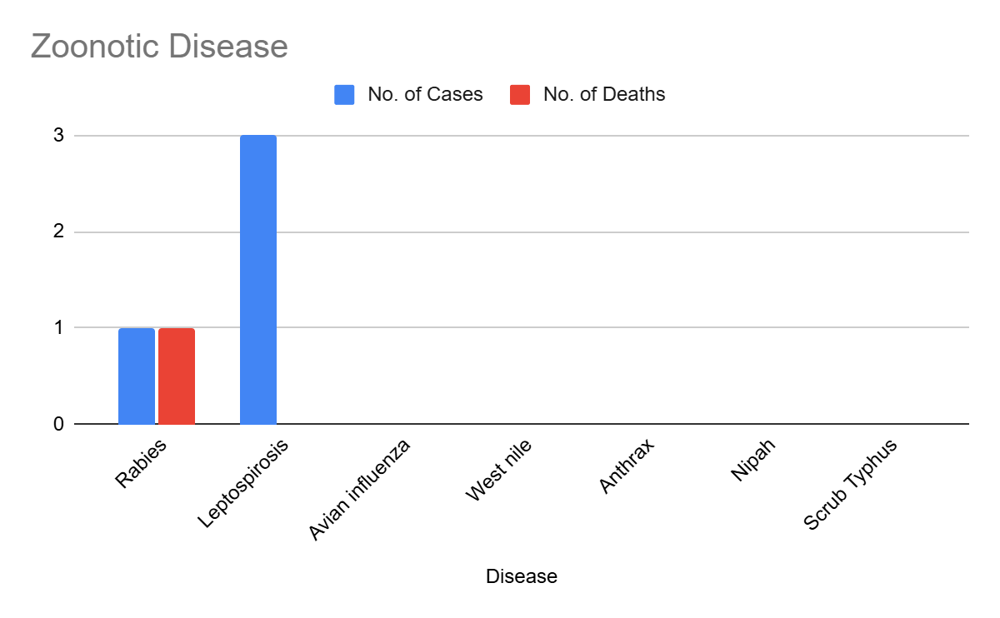 Zoonotic Disease
No. of Cases
No. of Deaths
3
2
1
0
Rabies
Leptospirosis
Avian influenza
West nile
Anthrax
Nipah
Scrub Typhus
Disease